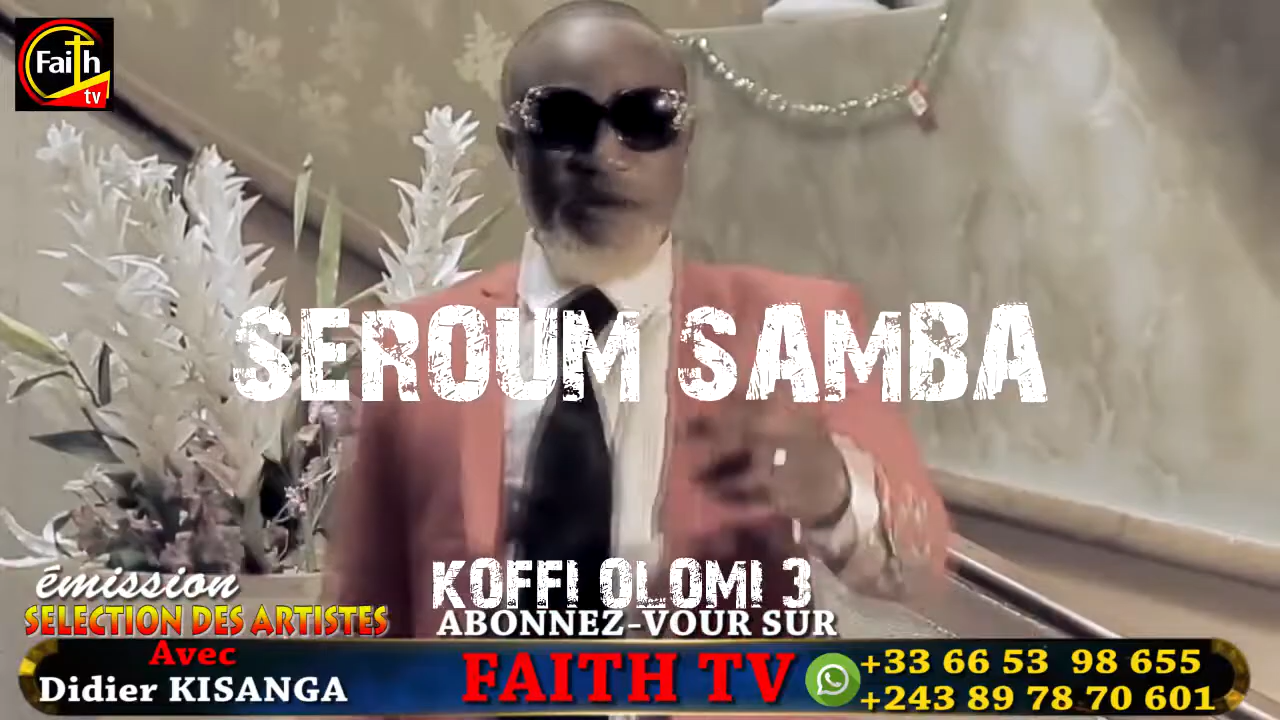 Faith
tv
SEROUM SAMBA
KOFFI OLOMI 3
émission
SELECTION DES ARTISTES
ABONNEZ-VOUR SUR
Avec
Didier KISANGA
FAITH TV
+33 66 53 98 655
+243 89 78 70 601